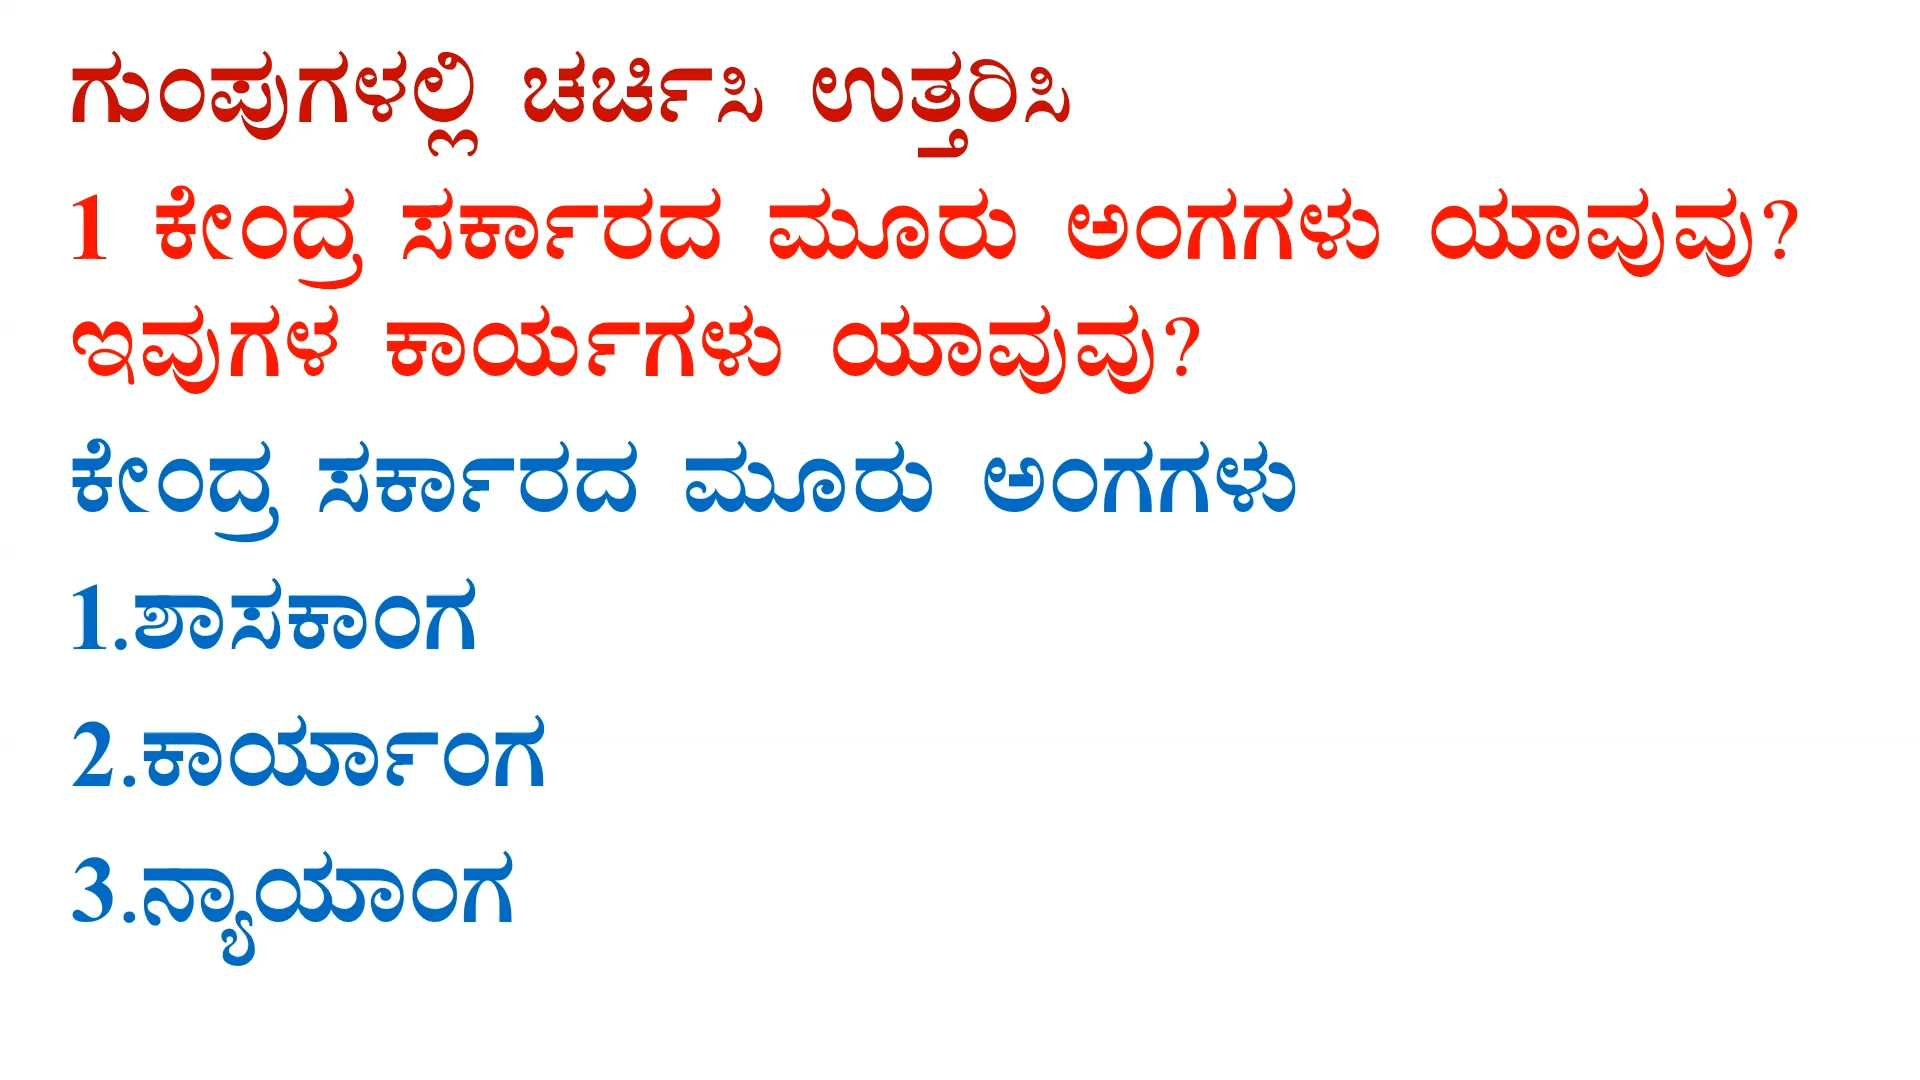 ಗುಂಪುಗಳಲ್ಲಿ ಚರ್ಚಿಸಿ ಉತ್ತರಿಸಿ
1 ಕೇಂದ್ರ ಸರ್ಕಾರದ ಮೂರು ಅಂಗಗಳು ಯಾವುವು?
ಇವುಗಳ ಕಾರ್ಯಗಳು ಯಾವುವು?
ಕೇಂದ್ರ ಸರ್ಕಾರದ ಮೂರು ಅಂಗಗಳು
1.ಶಾಸಕಾಂಗ
2.ಕಾರ್ಯಾಂಗ
3.ನ್ಯಾಯಾಂಗ